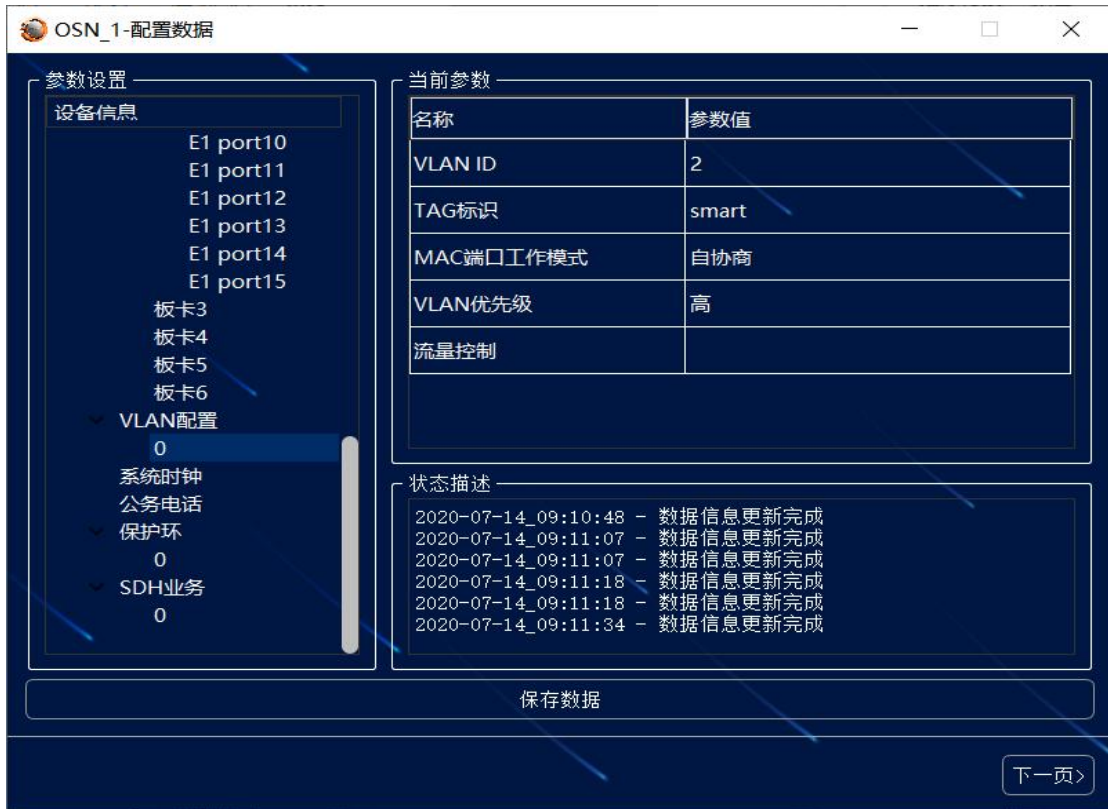 OSN_1-配置数据
参数设置
设备信息
E1 port10
E1 port11
E1 port12
E1 port13
E1 port14
E1 port15
板卡3
板卡4
板卡5
板卡6
VLAN配置
0
系统时钟
公务电话
保护环
0
SDH业务
0
当前参数
名称 参数值
VLAN ID 2
TAG标识 smart
MAC端口工作模式 自协商
VLAN优先级 高
流量控制
状态描述
2020-07-14_09:10:48 - 数据信息更新完成
2020-07-14_09:11:07 - 数据信息更新完成
2020-07-14_09:11:07 - 数据信息更新完成
2020-07-14_09:11:18 - 数据信息更新完成
2020-07-14_09:11:18 - 数据信息更新完成
2020-07-14_09:11:34 - 数据信息更新完成
保存数据
下一页>